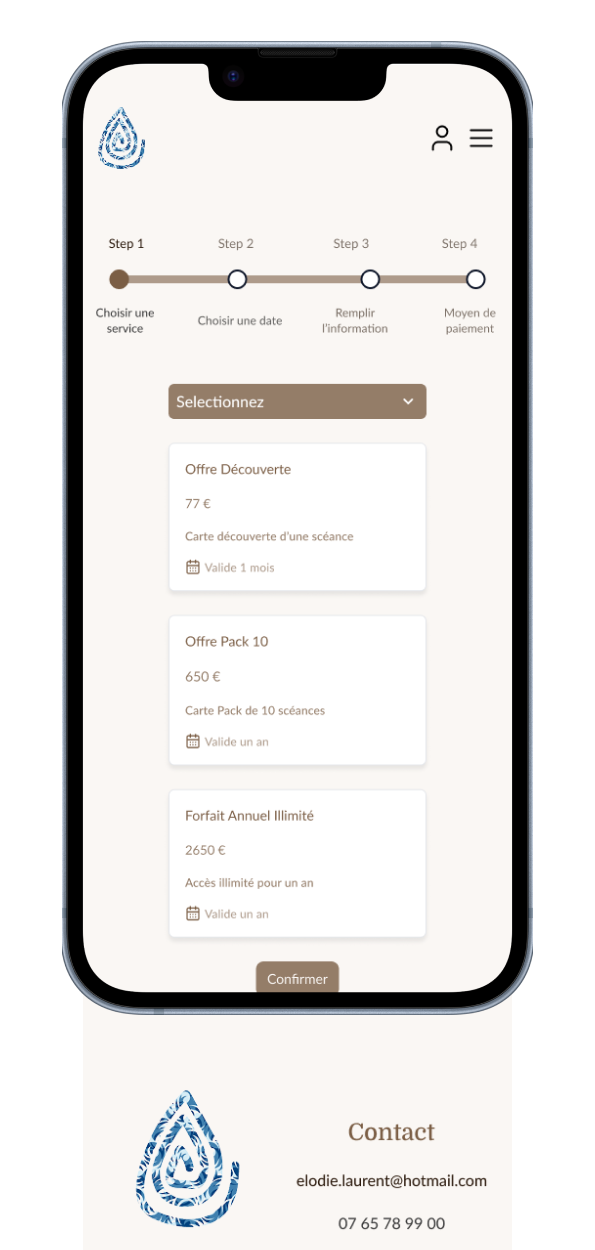 Step 1 Step 2 Step 3 Step 4
Choisir une
service
Choisir une date
Remplir
l'information
Moyen de
paiement
Selectionnez
Offre Découverte
77 €
Carte découverte d'une scéance
Valide 1 mois
Offre Pack 10
650 €
Carte Pack de 10 scéances
Valide un an
Forfait Annuel Illimité
2650 €
Accès illimité pour un an
Valide un an
Confirmer
Contact
elodie.laurent@hotmail.com
07 65 78 99 00